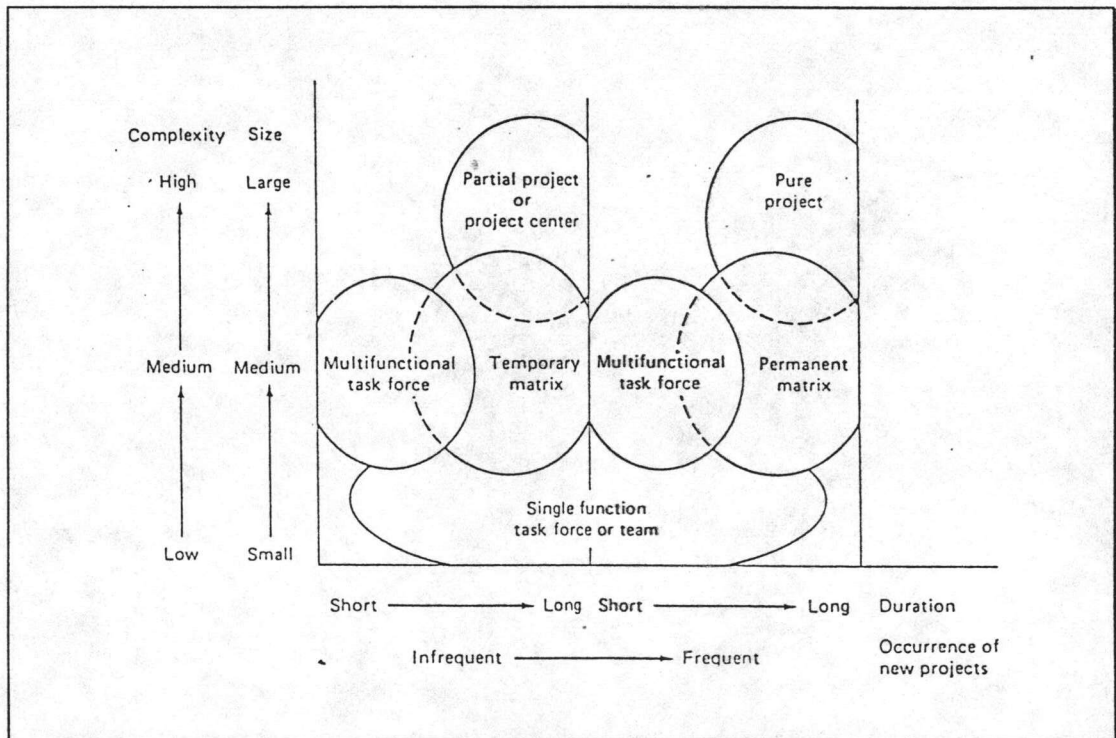 Complexity Size
High Large
Medium Medium
Low Small
Partial project
or
project center
Pure
project
Multifunctional
task force
Temporary
matrix
Multifunctional
task force
Permanent
matrix
Single function
task force or team
Short Long Short Long Duration
Infrequent Frequent
Occurrence of
new projects